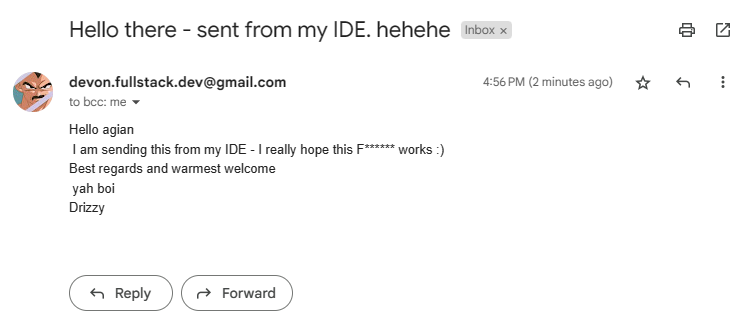 Hello there - sent from my IDE. hehehe Inbox ×
devon.fullstack.dev@gmail.com 4:56 PM (2 minutes ago)
to bcc: me
Hello agian
I am sending this from my IDE - I really hope this F****** works :)
Best regards and warmest welcome
yah boi
Drizzy
Reply Forward